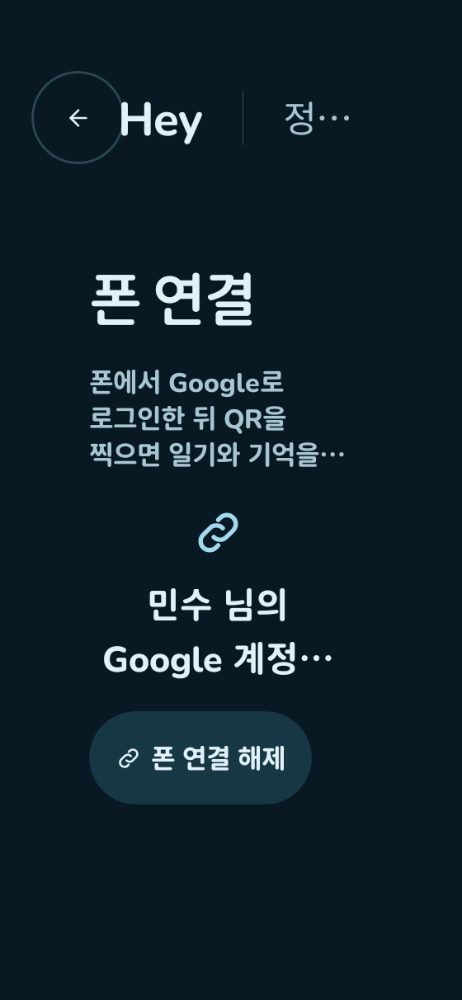 Hey
정…
폰 연결
폰에서 Google로
로그인한 뒤 QR을
찍으면 일기와 기억을…
민수 님의
Google 계정…
폰 연결 해제